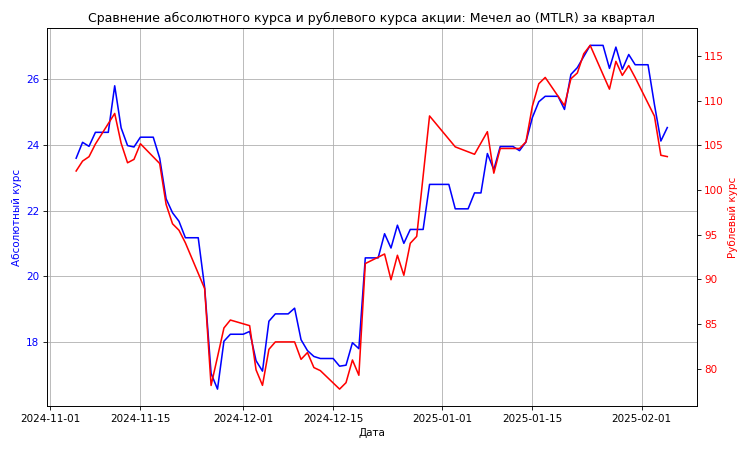 Сравнение абсолютного курса и рублевого курса акции: Мечел ао (MTLR) за квартал
Абсолютный курс
26
24
22
20
18
115
110
105
100
95
90
85
80
Рублевый курс
2024-11-01 2024-11-15 2024-12-01 2024-12-15 2025-01-01 2025-01-15 2025-02-01
Дата